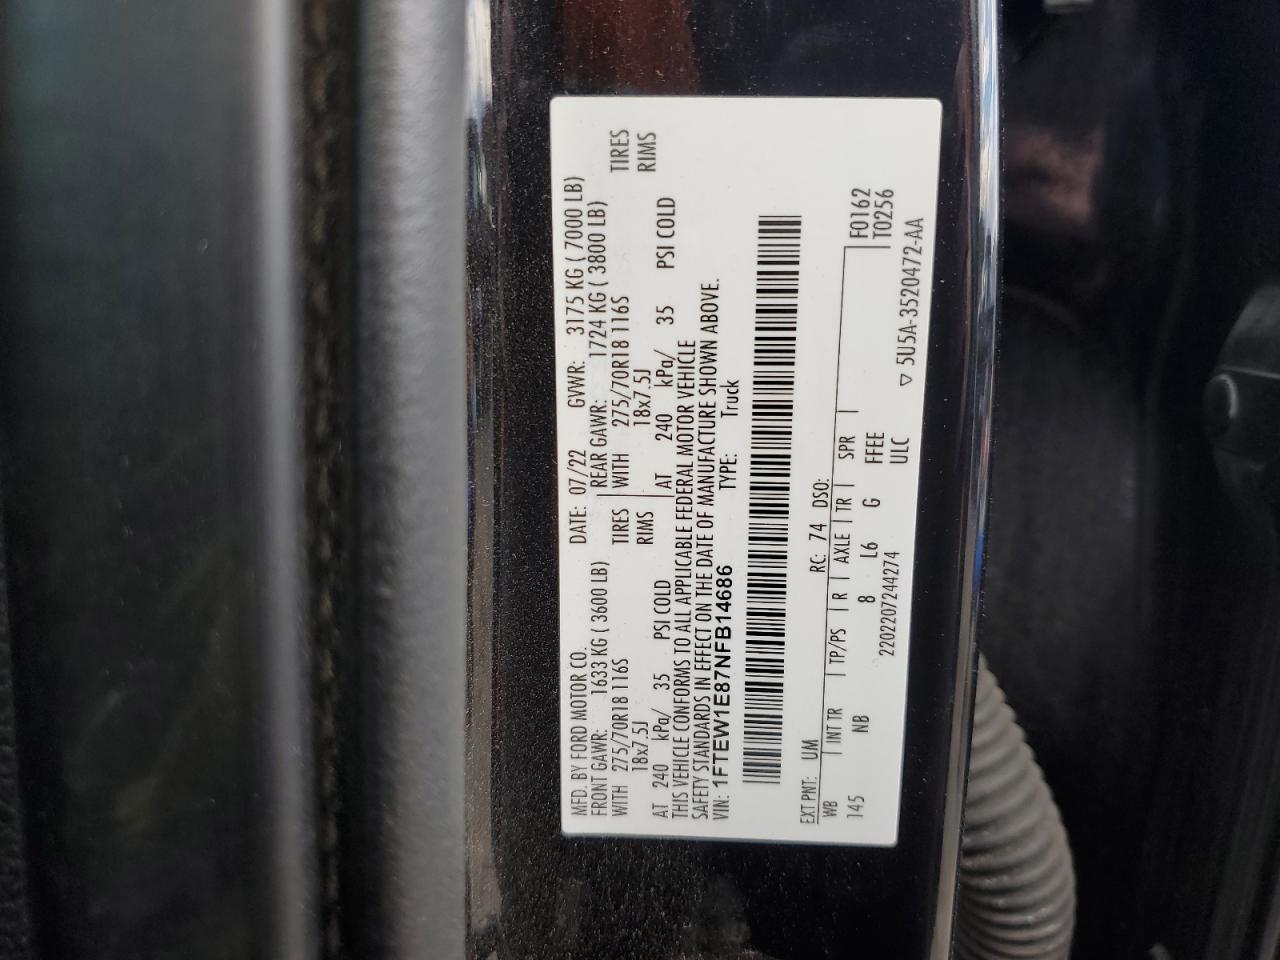 MFD. BY FORD MOTOR CO. DATE: 07/22 GVWR: 3175 KG ( 7000 LB)
FRONT GAWR: 1633 KG ( 3600 LB) REAR GAWR: 1724 KG ( 3800 LB)
WITH 275/70R18 116S TIRES WITH 275/70R18 116S TIRES
18x7.5J RIMS 18x7.5J RIMS
AT 240 kPa/ 35 PSI COLD AT 240 kPa/ 35 PSI COLD
THIS VEHICLE CONFORMS TO ALL APPLICABLE FEDERAL MOTOR VEHICLE
SAFETY STANDARDS IN EFFECT ON THE DATE OF MANUFACTURE SHOWN ABOVE.
VIN: 1FTEW1E87NFB14686 TYPE: Truck
EXT PNT: UM RC: 74 DSO:
WB INT TR TP/PS R AXLE TR SPR F0162
145 NB 8 L6 G FFEE T0256
2202207244274 ULC
▽ 5U5A-3520472-AA